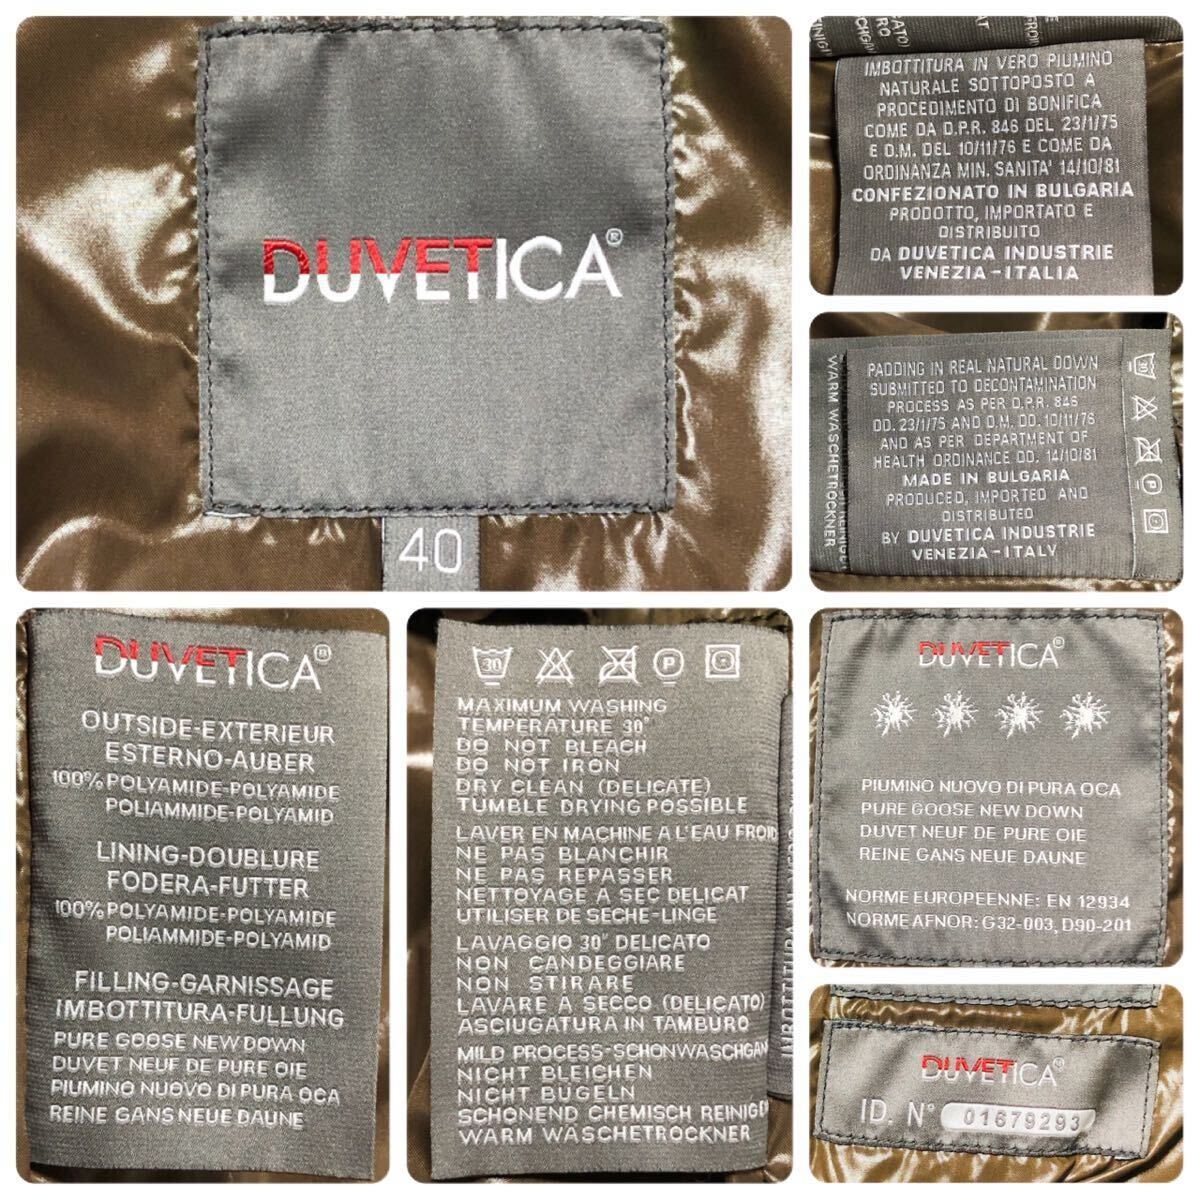 DUVETICA®
40
IMBOTTITURA IN VERO PIUMINO
NATURALE SOTTOPOSTO A
PROCEDIMENTO DI BONIFICA
COME DA D.P.R. 846 DEL 23/1/75
E D.M. DEL 10/11/76 E COME DA
ORDINANZA MIN. SANITA' 14/10/81
CONFEZIONATO IN BULGARIA
PRODOTTO, IMPORTATO E
DISTRIBUITO
DA DUVETICA INDUSTRIE
VENEZIA-ITALIA
WARM WASCHETROCKNER
PADDING IN REAL NATURAL DOWN
SUBMITTED TO DECONTAMINATION
PROCESS AS PER D.P.R. 846
DD. 23/1/75 AND D.M. DD. 10/11/76
AND AS PER DEPARTMENT OF
HEALTH ORDINANCE DD. 14/10/81
MADE IN BULGARIA
PRODUCED, IMPORTED AND
DISTRIBUTED
BY DUVETICA INDUSTRIE
VENEZIA-ITALY
30
P
DUVETICA®
OUTSIDE-EXTERIEUR
ESTERNO-AUBER
100% POLYAMIDE-POLYAMIDE
POLIAMMIDE-POLYAMID
LINING-DOUBLURE
FODERA-FUTTER
100% POLYAMIDE-POLYAMIDE
POLIAMMIDE-POLYAMID
FILLING-GARNISSAGE
IMBOTTITURA-FULLUNG
PURE GOOSE NEW DOWN
DUVET NEUF DE PURE OIE
PIUMINO NUOVO DI PURA OCA
REINE GANS NEUE DAUNE
30 P
MAXIMUM WASHING
TEMPERATURE 30°
DO NOT BLEACH
DO NOT IRON
DRY CLEAN (DELICATE)
TUMBLE DRYING POSSIBLE
LAVER EN MACHINE A L'EAU FROID
NE PAS BLANCHIR
NE PAS REPASSER
NETTOYAGE A SEC DELICAT
UTILISER DE SECHE-LINGE
LAVAGGIO 30° DELICATO
NON CANDEGGIARE
NON STIRARE
LAVARE A SECCO (DELICATO)
ASCIUGATURA IN TAMBURO
MILD PROCESS-SCHONWASCHGAN
NICHT BLEICHEN
NICHT BUGELN
SCHONEND CHEMISCH REINIGE
WARM WASCHETROCKNER
DUVETICA®
PIUMINO NUOVO DI PURA OCA
PURE GOOSE NEW DOWN
DUVET NEUF DE PURE OIE
REINE GANS NEUE DAUNE
NORME EUROPEENNE: EN 12934
NORME AFNOR: G32-003, D90-201
DUVETICA®
ID. N° 01679293